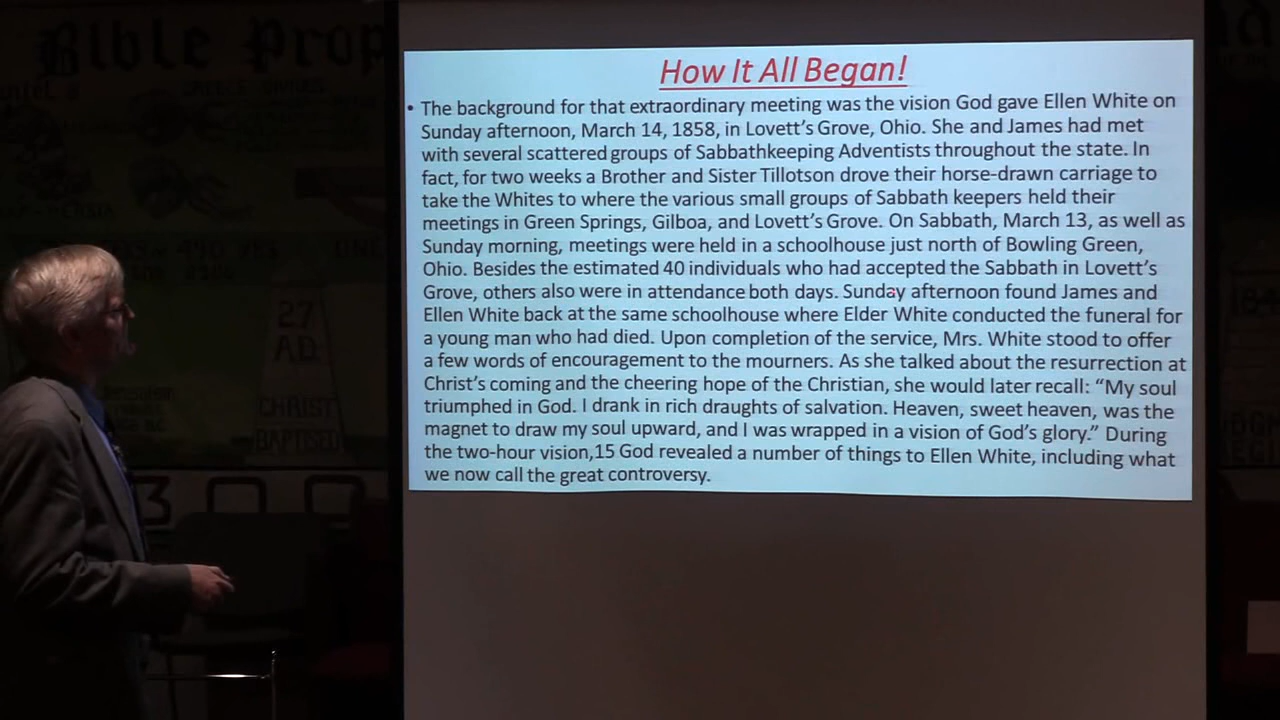 Bible Prop
How It All Began!
• The background for that extraordinary meeting was the vision God gave Ellen White on
Sunday afternoon, March 14, 1858, in Lovett's Grove, Ohio. She and James had met
with several scattered groups of Sabbathkeeping Adventists throughout the state. In
fact, for two weeks a Brother and Sister Tillotson drove their horse-drawn carriage to
take the Whites to where the various small groups of Sabbath keepers held their
meetings in Green Springs, Gilboa, and Lovett's Grove. On Sabbath, March 13, as well as
Sunday morning, meetings were held in a schoolhouse just north of Bowling Green,
Ohio. Besides the estimated 40 individuals who had accepted the Sabbath in Lovett's
Grove, others also were in attendance both days. Sunday afternoon found James and
Ellen White back at the same schoolhouse where Elder White conducted the funeral for
a young man who had died. Upon completion of the service, Mrs. White stood to offer
a few words of encouragement to the mourners. As she talked about the resurrection at
Christ's coming and the cheering hope of the Christian, she would later recall: “My soul
triumphed in God. I drank in rich draughts of salvation. Heaven, sweet heaven, was the
magnet to draw my soul upward, and I was wrapped in a vision of God's glory.” During
the two-hour vision,15 God revealed a number of things to Ellen White, including what
we now call the great controversy.
27
AD
CHRIST
BAPTISED